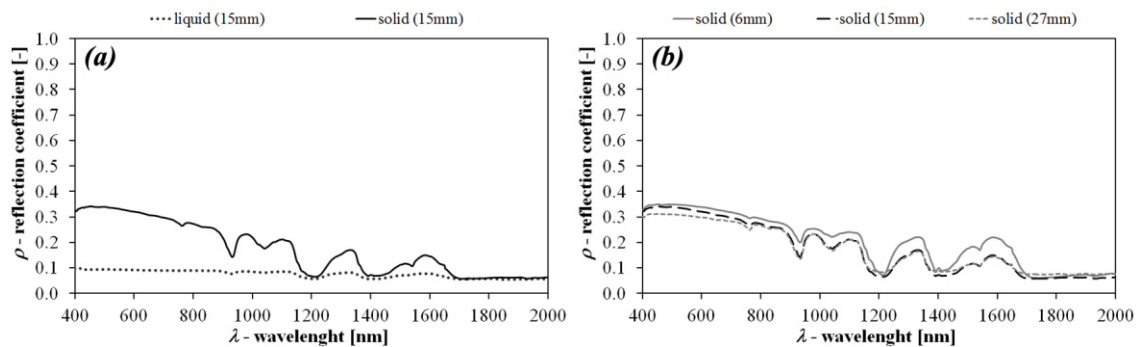 liquid (15mm) solid (15mm)
(a)
ρ - reflection coefficient [-]
1.0
0.9
0.8
0.7
0.6
0.5
0.4
0.3
0.2
0.1
0.0
400 600 800 1000 1200 1400 1600 1800 2000
λ - wavelenght [nm]
solid (6mm) solid (15mm) solid (27mm)
(b)
ρ - reflection coefficient [-]
1.0
0.9
0.8
0.7
0.6
0.5
0.4
0.3
0.2
0.1
0.0
400 600 800 1000 1200 1400 1600 1800 2000
λ - wavelenght [nm]